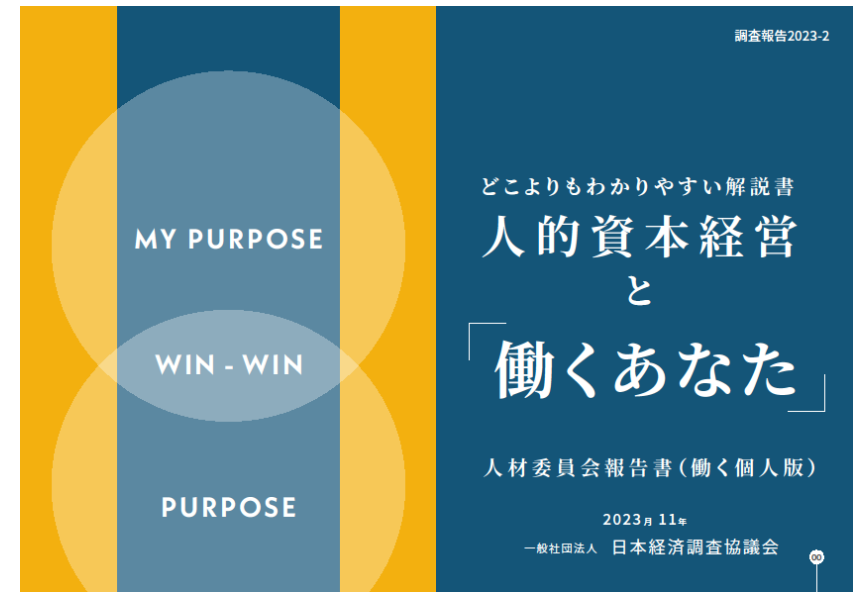 調査報告2023-2
どこよりもわかりやすい解説書
人的資本経営
と
「働くあなた」
人材委員会報告書（働く個人版）
2023月 11年
一般社団法人 日本経済調査協議会
00
MY PURPOSE
WIN - WIN
PURPOSE